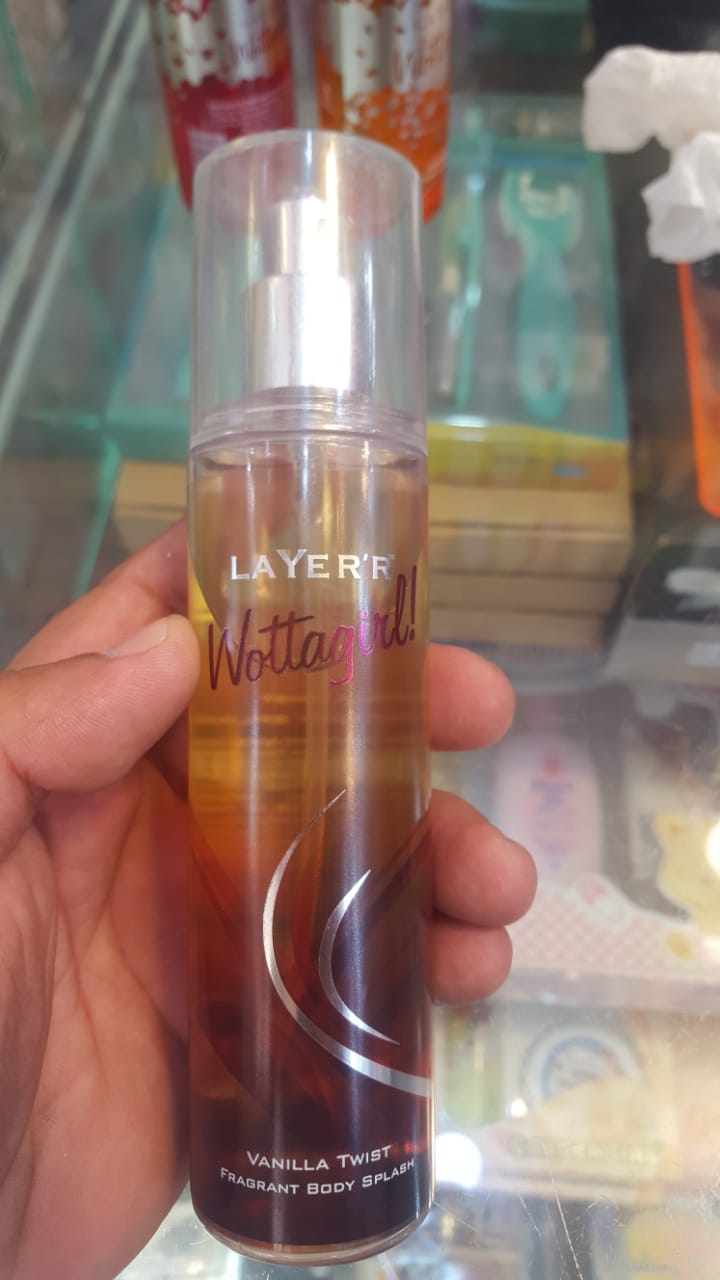 LAYER'R
Wottagirl!
VANILLA TWIST
FRAGRANT BODY SPLASH